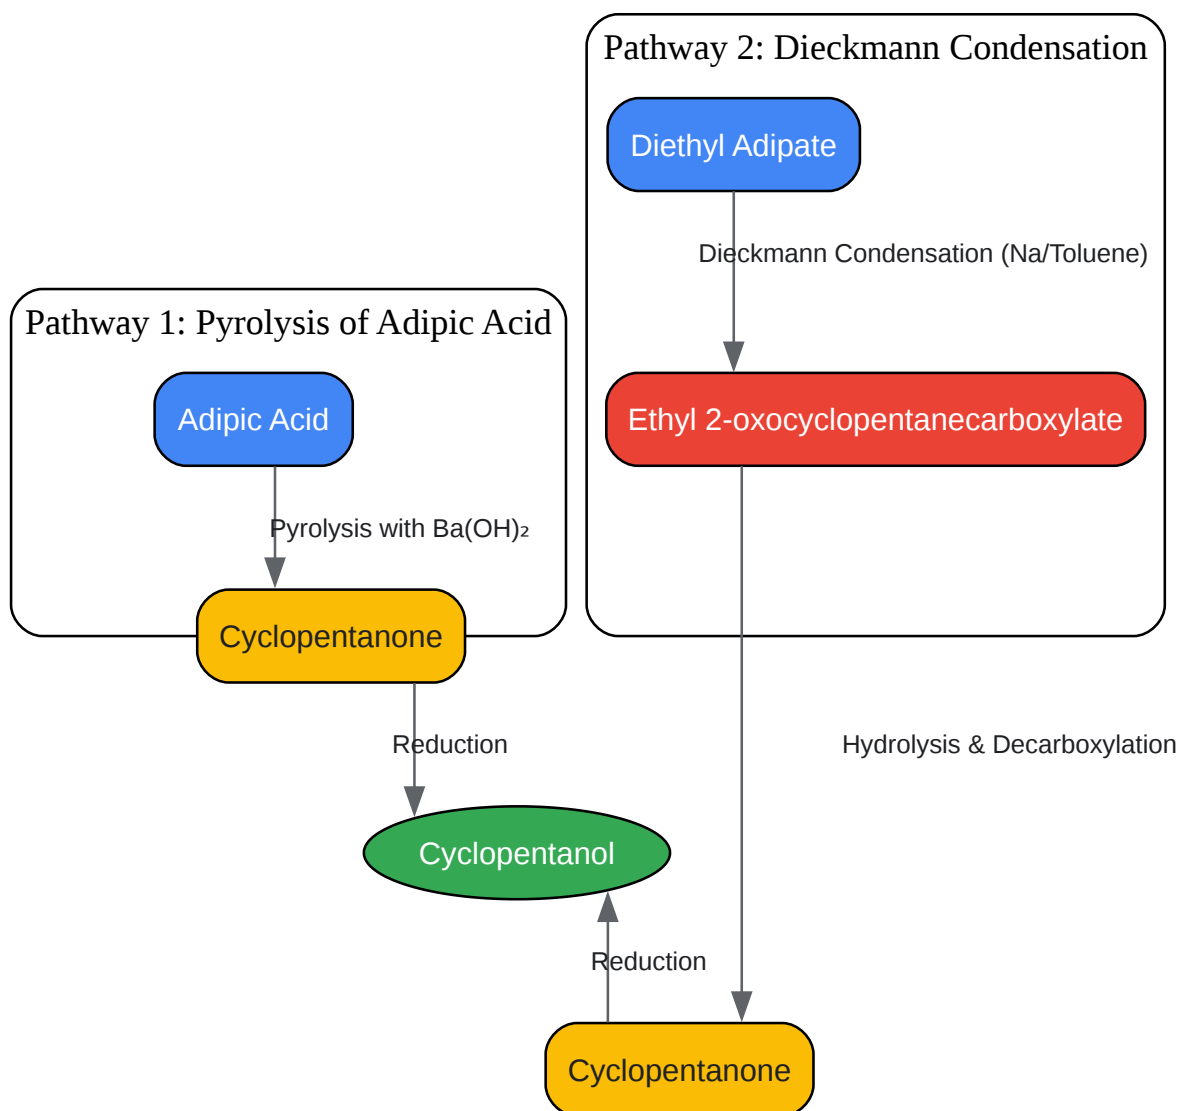 Pathway 2: Dieckmann Condensation
Diethyl Adipate
Dieckmann Condensation (Na/Toluene)
Ethyl 2-oxocyclopentanecarboxylate
Pathway 1: Pyrolysis of Adipic Acid
Adipic Acid
Pyrolysis with Ba(OH)₂
Cyclopentanone
Reduction
Hydrolysis & Decarboxylation
Cyclopentanol
Reduction
Cyclopentanone